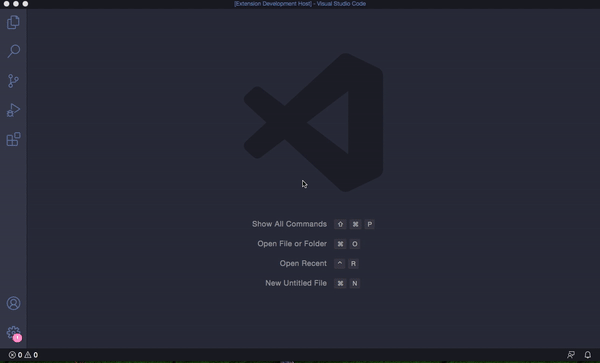 [Extension Development Host] - Visual Studio Code
Show All Commands ⇧ ⌘ P
Open File or Folder ⌘ O
Open Recent ^ R
New Untitled File ⌘ N
1
0 0